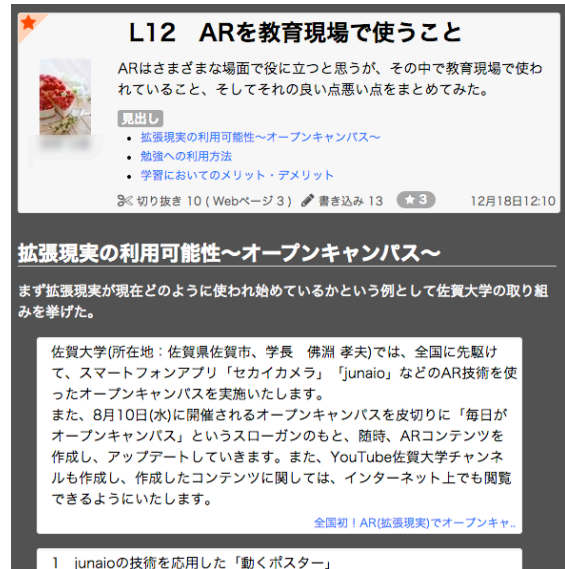 L12　ARを教育現場で使うこと
ARはさまざまな場面で役に立つと思うが、その中で教育現場で使わ
れていること、そしてそれの良い点悪い点をまとめてみた。
見出し
• 拡張現実の利用可能性〜オープンキャンパス〜
• 勉強への利用方法
• 学習においてのメリット・デメリット
切り抜き 10 ( Webページ 3 ) 書き込み 13 ★3 12月18日12:10
拡張現実の利用可能性〜オープンキャンパス〜
まず拡張現実が現在どのように使われ始めているかという例として佐賀大学の取り組
みを挙げた。
佐賀大学(所在地：佐賀県佐賀市、学長　佛淵 孝夫)では、全国に先駆け
て、スマートフォンアプリ「セカイカメラ」「junaio」などのAR技術を使
ったオープンキャンパスを実施いたします。
また、8月10日(水)に開催されるオープンキャンパスを皮切りに「毎日が
オープンキャンパス」というスローガンのもと、随時、ARコンテンツを
作成し、アップデートしていきます。また、YouTube佐賀大学チャンネ
ルも作成し、作成したコンテンツに関しては、インターネット上でも閲覧
できるようにいたします。
全国初！AR(拡張現実)でオープンキャ..
1　junaioの技術を応用した「動くポスター」